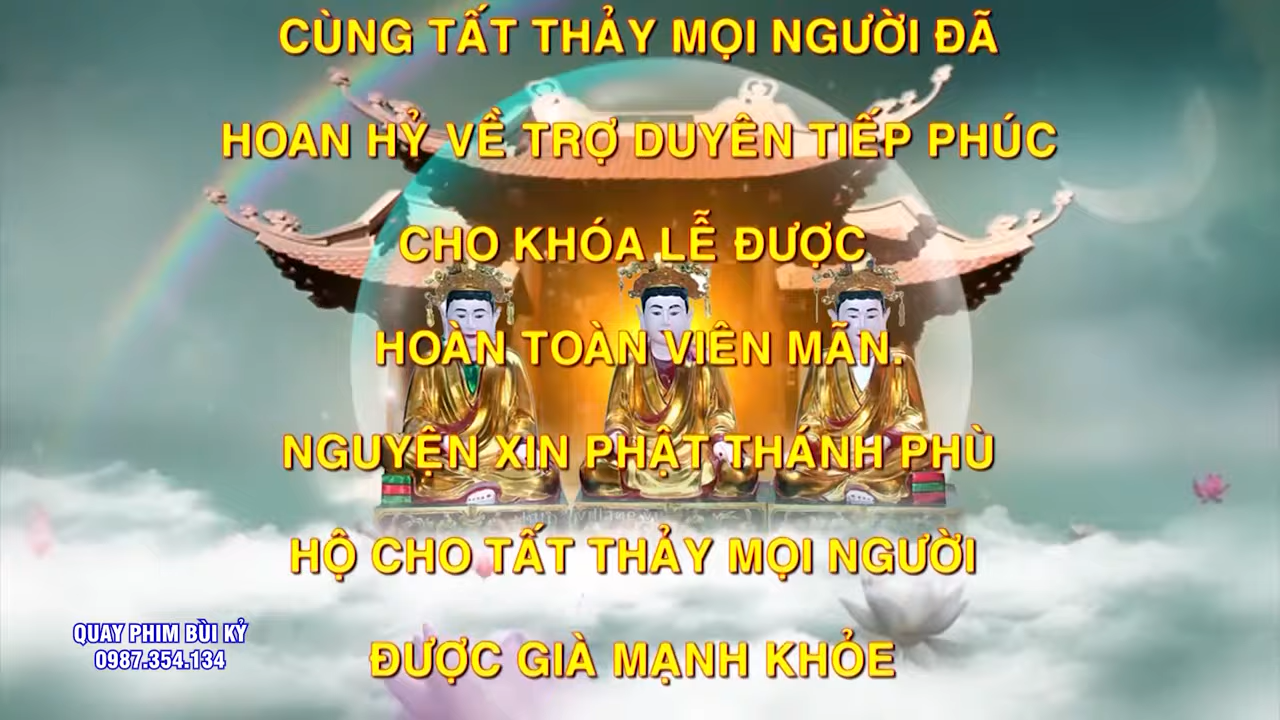 CÙNG TẤT THẢY MỌI NGƯỜI ĐÃ
HOAN HỶ VỀ TRỢ DUYÊN TIẾP PHÚC
CHO KHÓA LỄ ĐƯỢC
HOÀN TOÀN VIÊN MÃN.
NGUYỆN XIN PHẬT THÁNH PHÙ
HỘ CHO TẤT THẢY MỌI NGƯỜI
ĐƯỢC GIÀ MẠNH KHỎE
QUAY PHIM BÙI KỶ
0987.354.134